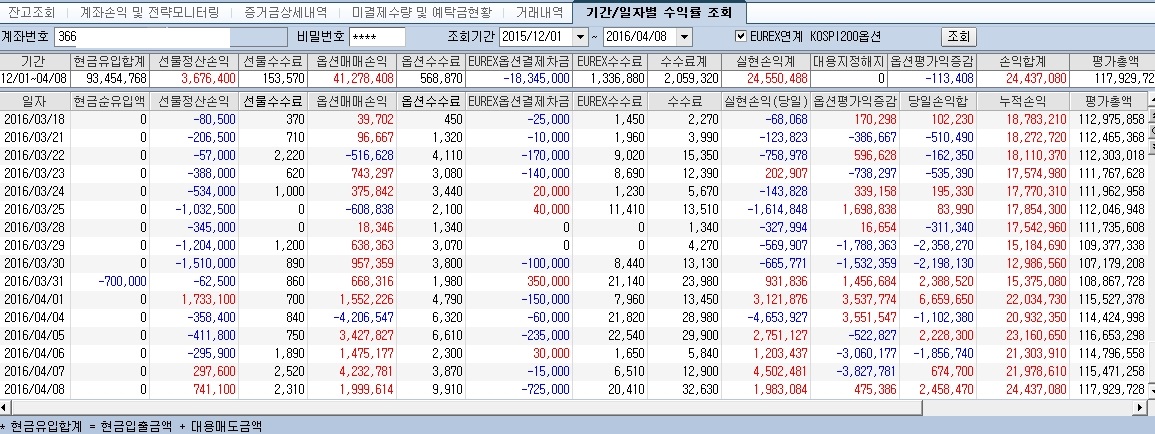 잔고조회 계좌손익 및 전략모니터링 증거금상세내역 미결제수량 및 예탁금현황 거래내역 기간/일자별 수익률 조회
계좌번호 366 비밀번호 **** 조회기간 2015/12/01 ~ 2016/04/08 EUREX연계 KOSPI200옵션 조회
기간 현금유입합계 선물정산손익 선물수수료 옵션매매손익 옵션수수료 EUREX옵션결제차금 EUREX수수료 수수료계 실현손익계 대용지정해지 옵션평가익증감 손익합계 평가총액
12/01~04/08 93,454,768 3,676,400 153,570 41,278,408 568,870 -18,345,000 1,336,880 2,059,320 24,550,488 0 -113,408 24,437,080 117,929,72
일자 현금순유입액 선물정산손익 선물수수료 옵션매매손익 옵션수수료 EUREX옵션결제차금 EUREX수수료 수수료 실현손익(당일) 옵션평가익증감 당일손익합 누적손익 평가총액
2016/03/18 0 -80,500 370 39,702 450 -25,000 1,450 2,270 -68,068 170,298 102,230 18,783,210 112,975,858
2016/03/21 0 -206,500 710 96,667 1,320 -10,000 1,960 3,990 -123,823 -386,667 -510,490 18,272,720 112,465,368
2016/03/22 0 -57,000 2,220 -516,628 4,110 -170,000 9,020 15,350 -758,978 596,628 -162,350 18,110,370 112,303,018
2016/03/23 0 -388,000 620 743,297 3,080 -140,000 8,690 12,390 202,907 -738,297 -535,390 17,574,980 111,767,628
2016/03/24 0 -534,000 1,000 375,842 3,440 20,000 1,230 5,670 -143,828 339,158 195,330 17,770,310 111,962,958
2016/03/25 0 -1,032,500 0 -608,838 2,100 40,000 11,410 13,510 -1,614,848 1,698,838 83,990 17,854,300 112,046,948
2016/03/28 0 -345,000 0 18,346 1,340 0 0 1,340 -327,994 16,654 -311,340 17,542,960 111,735,608
2016/03/29 0 -1,204,000 1,200 638,363 3,070 0 0 4,270 -569,907 -1,788,363 -2,358,270 15,184,690 109,377,338
2016/03/30 0 -1,510,000 890 957,359 3,800 -100,000 8,440 13,130 -665,771 -1,532,359 -2,198,130 12,986,560 107,179,208
2016/03/31 -700,000 -62,500 860 668,316 1,980 350,000 21,140 23,980 931,836 1,456,684 2,388,520 15,375,080 108,867,728
2016/04/01 0 1,733,100 700 1,552,226 4,790 -150,000 7,960 13,450 3,121,876 3,537,774 6,659,650 22,034,730 115,527,378
2016/04/04 0 -358,400 840 -4,206,547 6,320 -60,000 21,820 28,980 -4,653,927 3,551,547 -1,102,380 20,932,350 114,424,998
2016/04/05 0 -411,800 750 3,427,827 6,610 -235,000 22,540 29,900 2,751,127 -522,827 2,228,300 23,160,650 116,653,298
2016/04/06 0 -295,900 1,890 1,475,177 2,300 30,000 1,650 5,840 1,203,437 -3,060,177 -1,856,740 21,303,910 114,796,558
2016/04/07 0 297,600 2,520 4,232,781 3,870 -15,000 6,510 12,900 4,502,481 -3,827,781 674,700 21,978,610 115,471,258
2016/04/08 0 741,100 2,310 1,999,614 9,910 -725,000 20,410 32,630 1,983,084 475,386 2,458,470 24,437,080 117,929,728
* 현금유입합계 = 현금입출금액 + 대용매도금액